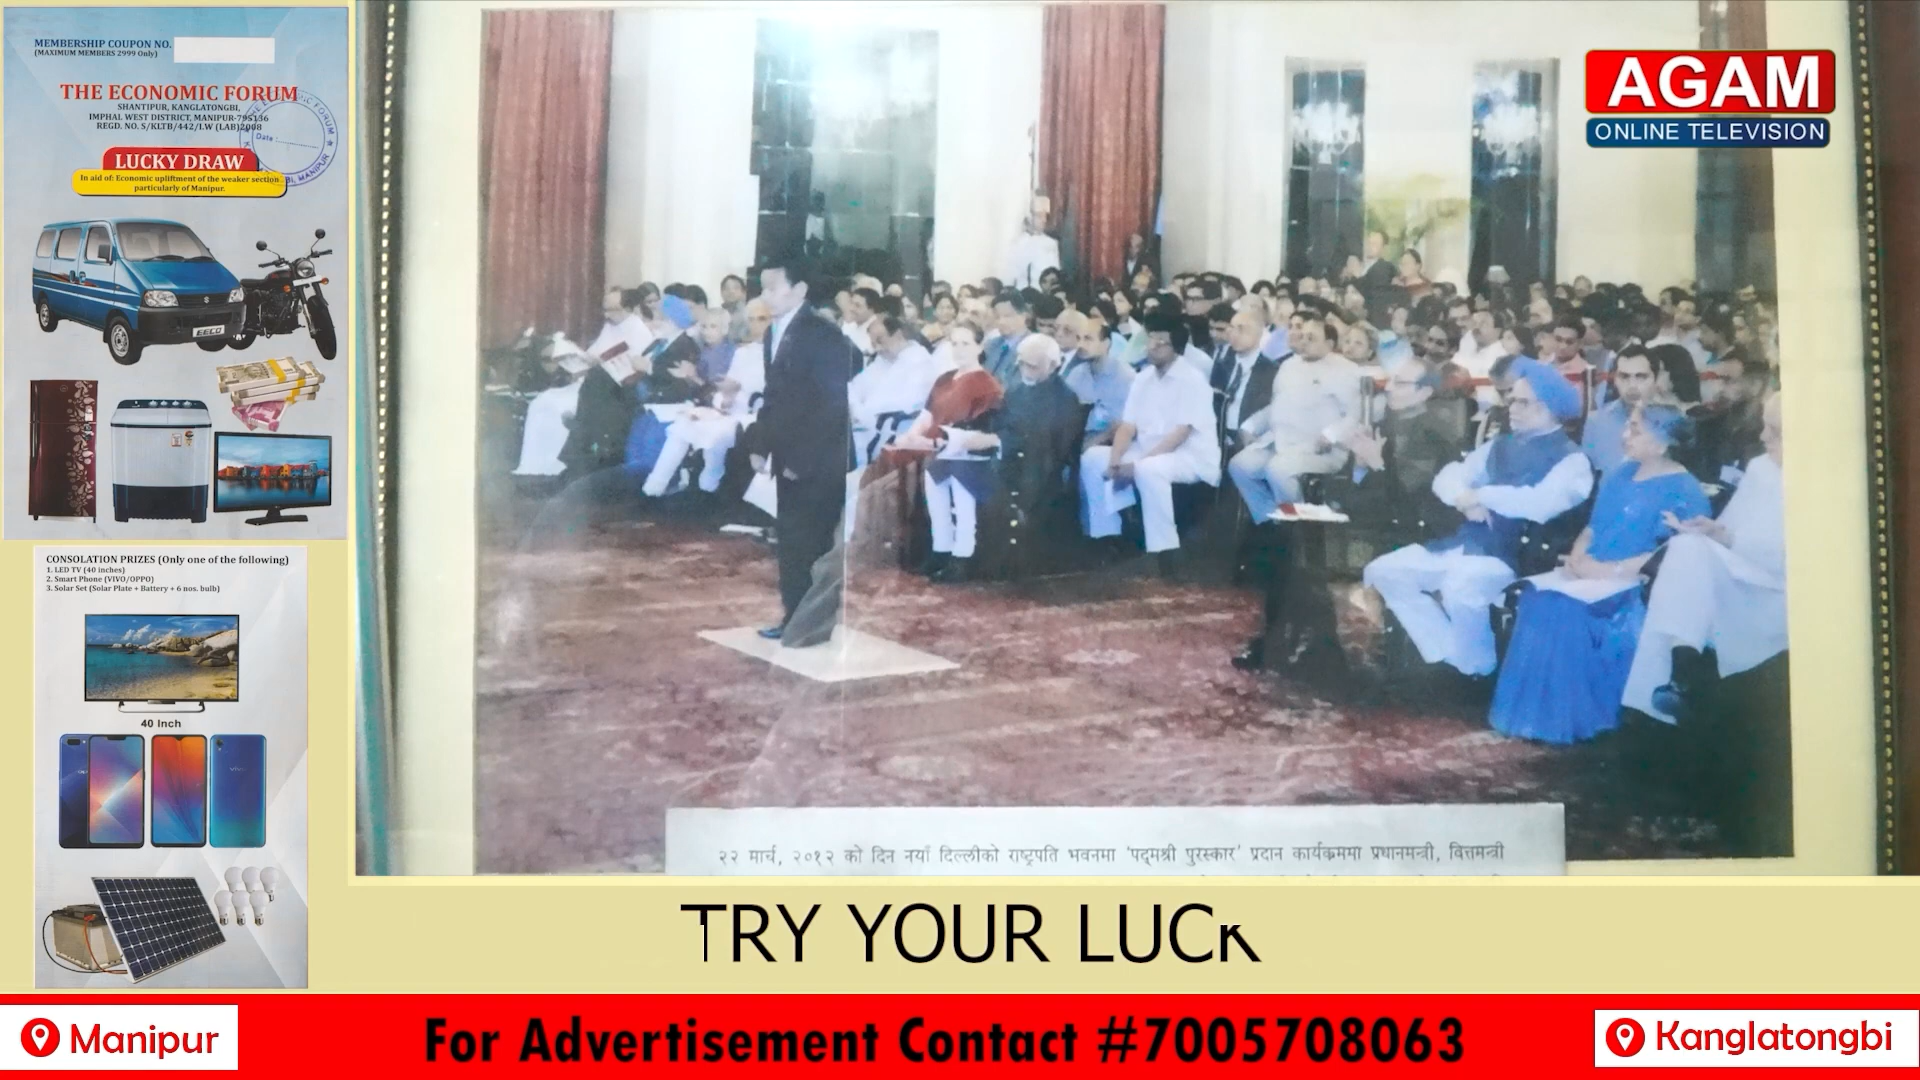 MEMBERSHIP COUPON NO.
(MAXIMUM MEMBERS 2999 Only)
THE ECONOMIC FORUM
SHANTIPUR, KANGLATONGBI,
IMPHAL WEST DISTRICT, MANIPUR-795136
REGD. NO. S/KLTB/442/I.W (LAB)2008
Date :
LUCKY DRAW
In aid of: Economic upliftment of the weaker section
particularly of Manipur.
EECO
CONSOLATION PRIZES (Only one of the following)
1. LED TV (40 inches)
2. Smart Phone (VIVO/OPPO)
3. Solar Set (Solar Plate + Battery + 6 nos. bulb)
40 Inch
vivo
AGAM
ONLINE TELEVISION
२२ मार्च, २०१२ को दिन नयाँ दिल्लीको राष्ट्रपति भवनमा 'पद्मश्री पुरस्कार' प्रदान कार्यक्रममा प्रधानमन्त्री, वित्तमन्त्री
TRY YOUR LUCK
Manipur
For Advertisement Contact #7005708063
Kanglatongbi